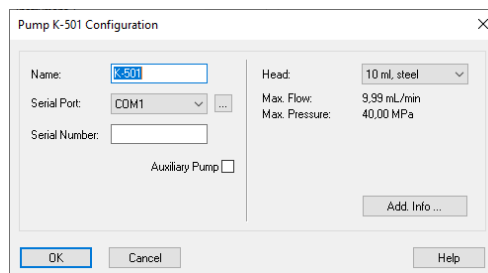 Pump K-501 Configuration
Name: K-501
Serial Port: COM1 ...
Serial Number:
Auxiliary Pump
Head: 10 ml, steel
Max. Flow: 9,99 mL/min
Max. Pressure: 40,00 MPa
Add. Info ...
OK Cancel Help